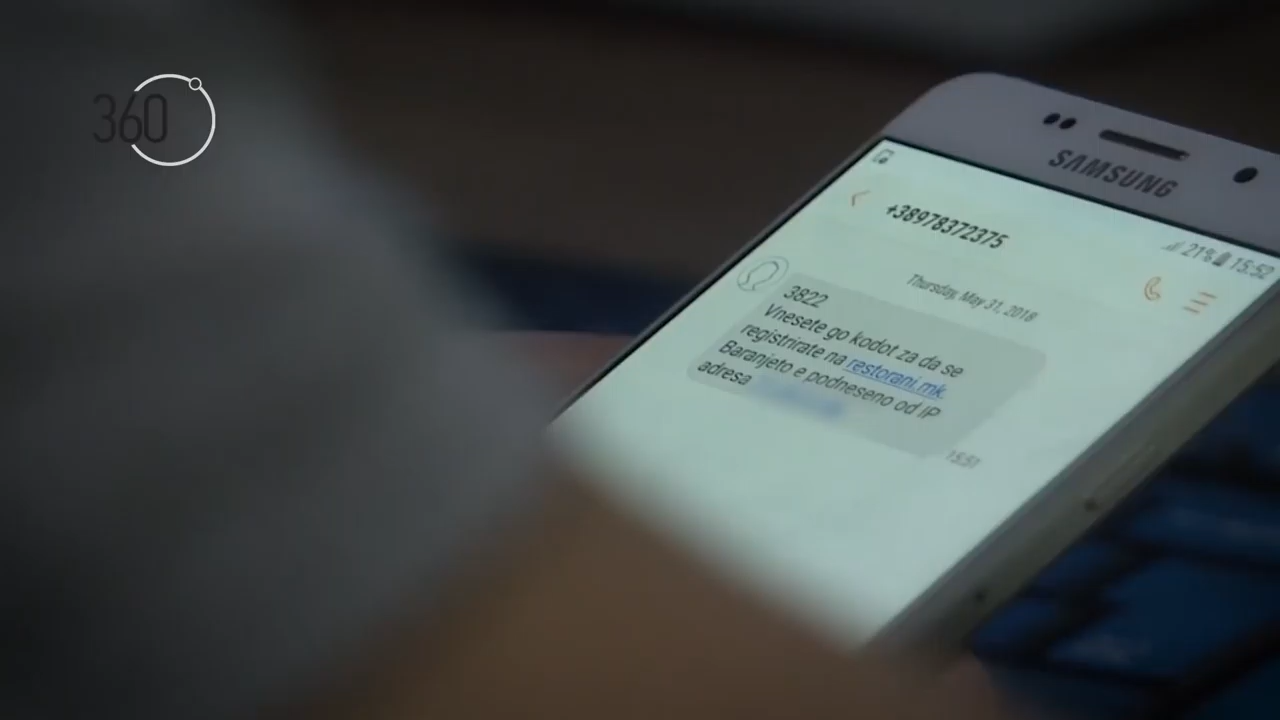 360
SAMSUNG
21% 15:52
+38978372375
Thursday, May 31, 2018
3822
Vnesete go kodot za da se
registrirate na restorani.mk.
Baranjeto e podneseno od IP
adresa
15:51